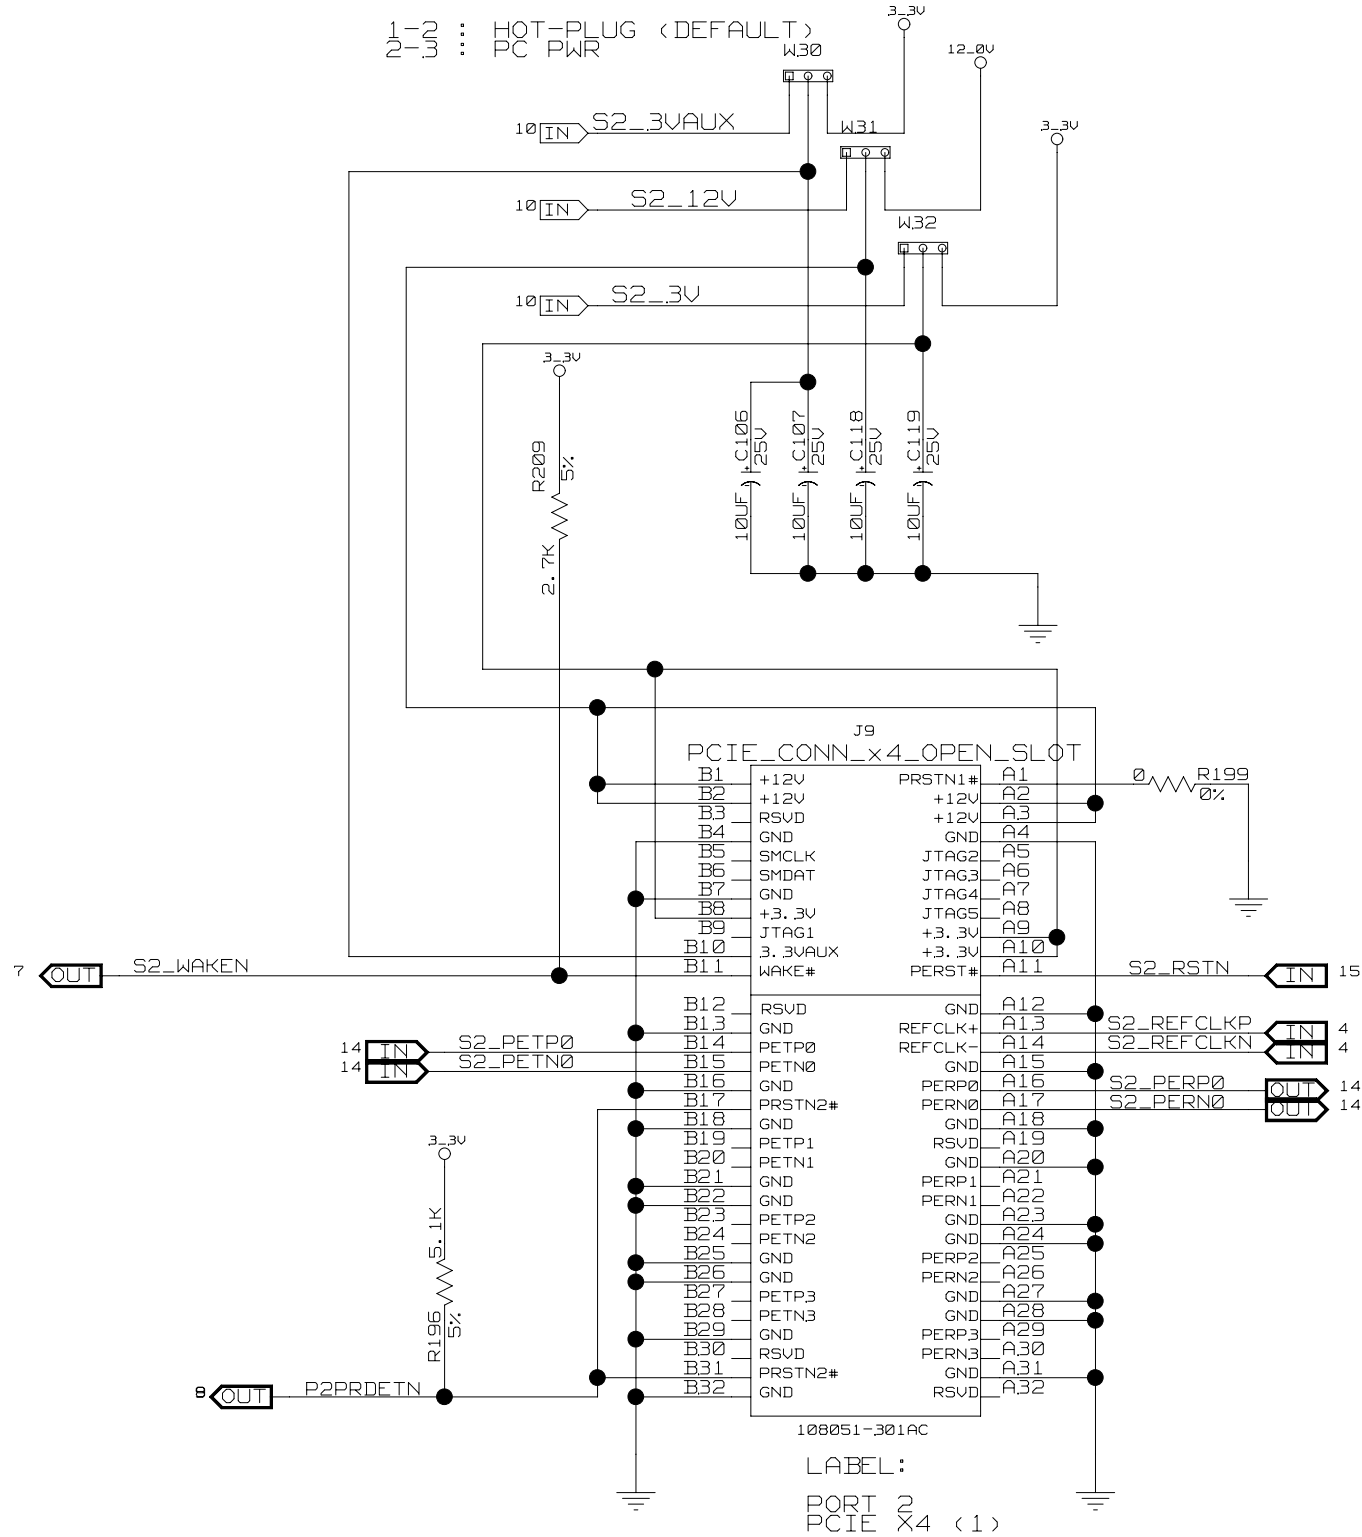 1-2 : HOT-PLUG (DEFAULT)
2-3 : PC PWR
3_3V
W30
12_0V
10 IN S2_3VAUX
W31
3_3V
10 IN S2_12V
W32
10 IN S2_3V
3_3V
R209
5%
2.7K
C106
25V
10UF
C107
25V
10UF
C118
25V
10UF
C119
25V
10UF
J9
PCIE_CONN_x4_OPEN_SLOT
B1 +12V PRSTN1# A1 0 R199
0%
B2 +12V +12V A2
B3 RSVD +12V A3
B4 GND GND A4
B5 SMCLK JTAG2 A5
B6 SMDAT JTAG3 A6
B7 GND JTAG4 A7
B8 +3.3V JTAG5 A8
B9 JTAG1 +3.3V A9
B10 3.3VAUX +3.3V A10
7 OUT S2_WAKEN B11 WAKE# PERST# A11 S2_RSTN IN 15
B12 RSVD GND A12
B13 GND REFCLK+ A13 S2_REFCLKP IN 4
14 IN S2_PETP0 B14 PETP0 REFCLK- A14 S2_REFCLKN IN 4
14 IN S2_PETN0 B15 PETN0 GND A15
B16 GND PERP0 A16 S2_PERP0 OUT 14
B17 PRSTN2# PERN0 A17 S2_PERN0 OUT 14
B18 GND GND A18
B19 PETP1 RSVD A19
B20 PETN1 GND A20
B21 GND PERP1 A21
B22 GND PERN1 A22
B23 PETP2 GND A23
B24 PETN2 GND A24
B25 GND PERP2 A25
B26 GND PERN2 A26
B27 PETP3 GND A27
B28 PETN3 GND A28
B29 GND PERP3 A29
B30 RSVD PERN3 A30
B31 PRSTN2# GND A31
B32 GND RSVD A32
3_3V
5.1K
R196
5%
8 OUT P2PRDETN
108051-301AC
LABEL:
PORT 2
PCIE X4 (1)